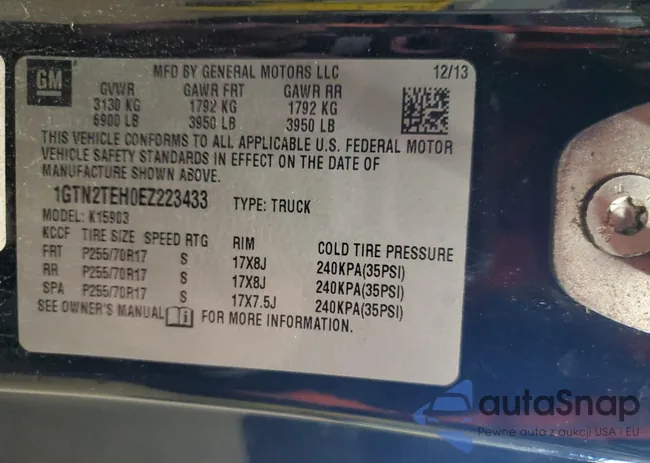 GM
MFD BY GENERAL MOTORS LLC 12/13
GVWR GAWR FRT GAWR RR
3130 KG 1792 KG 1792 KG
6900 LB 3950 LB 3950 LB
THIS VEHICLE CONFORMS TO ALL APPLICABLE U.S. FEDERAL MOTOR
VEHICLE SAFETY STANDARDS IN EFFECT ON THE DATE OF
MANUFACTURE SHOWN ABOVE.
1GTN2TEH0EZ223433 TYPE: TRUCK
MODEL: K15903
KCCF TIRE SIZE SPEED RTG RIM COLD TIRE PRESSURE
FRT P255/70R17 S 17X8J 240KPA(35PSI)
RR P255/70R17 S 17X8J 240KPA(35PSI)
SPA P255/70R17 S 17X7.5J 240KPA(35PSI)
SEE OWNER'S MANUAL FOR MORE INFORMATION.
autaSnap
Pewne auta z aukcji USA i EU